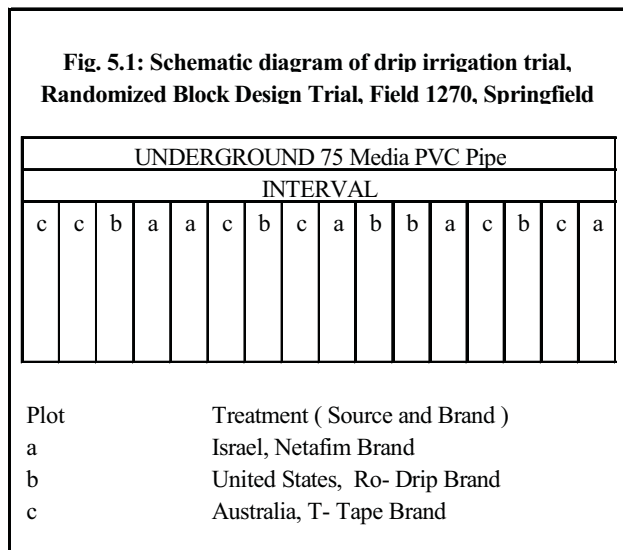 Fig. 5.1: Schematic diagram of drip irrigation trial,
Randomized Block Design Trial, Field 1270, Springfield
UNDERGROUND 75 Media PVC Pipe
INTERVAL
c c b a a c b c a b b a c b c a
Plot Treatment ( Source and Brand )
a Israel, Netafim Brand
b United States, Ro- Drip Brand
c Australia, T- Tape Brand